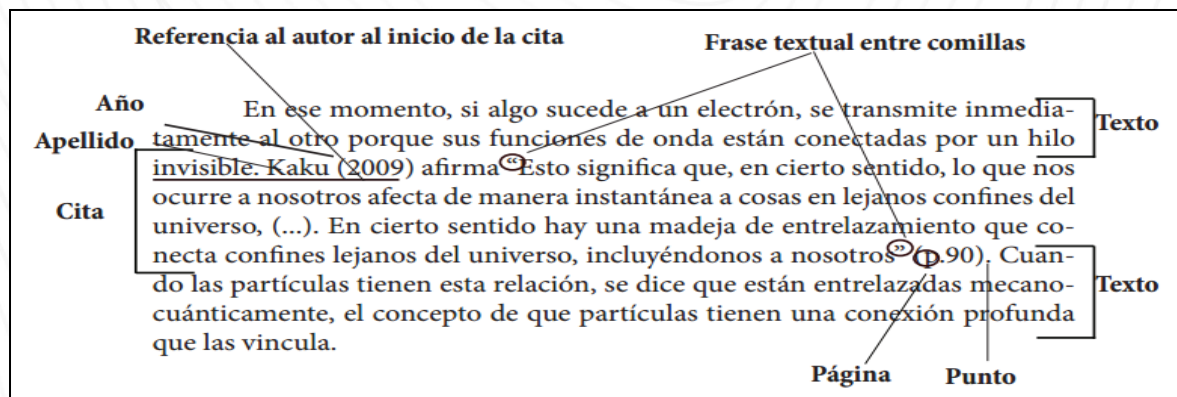 Referencia al autor al inicio de la cita
Frase textual entre comillas
Año
Apellido
Cita
En ese momento, si algo sucede a un electrón, se transmite inmedia-
tamente al otro porque sus funciones de onda están conectadas por un hilo
invisible. Kaku (2009) afirma “Esto significa que, en cierto sentido, lo que nos
ocurre a nosotros afecta de manera instantánea a cosas en lejanos confines del
universo, (...). En cierto sentido hay una madeja de entrelazamiento que co-
necta confines lejanos del universo, incluyéndonos a nosotros” (p.90). Cuan-
do las partículas tienen esta relación, se dice que están entrelazadas mecano-
cuánticamente, el concepto de que partículas tienen una conexión profunda
que las vincula.
Texto
Texto
Página
Punto